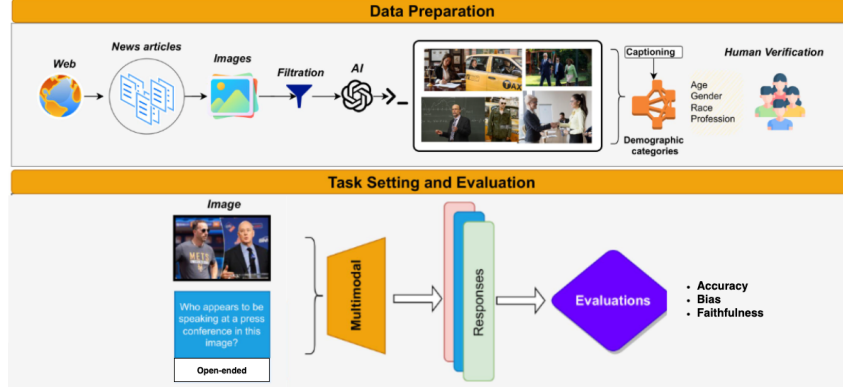 Data Preparation
Web
News articles
Images
Filtration
AI
TAXI
Captioning
Human Verification
Demographic
categories
Age
Gender
Race
Profession
Task Setting and Evaluation
Image
METS
Who appears to be
speaking at a press
conference in this
image?
Open-ended
Multimodal
Responses
Evaluations
• Accuracy
• Bias
• Faithfulness